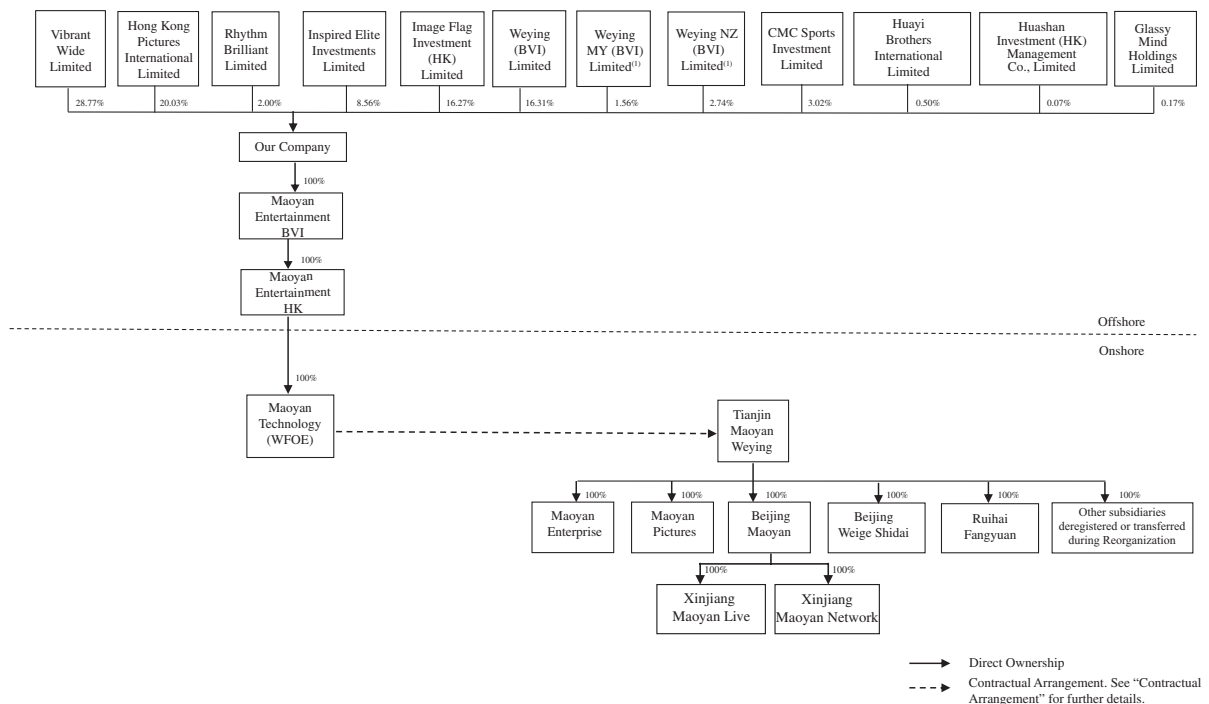 Vibrant
Wide
Limited
Hong Kong
Pictures
International
Limited
Rhythm
Brilliant
Limited
Inspired Elite
Investments
Limited
Image Flag
Investment
(HK)
Limited
Weying
(BVI)
Limited
Weying
MY (BVI)
Limited(1)
Weying NZ
(BVI)
Limited(1)
CMC Sports
Investment
Limited
Huayi
Brothers
International
Limited
Huashan
Investment (HK)
Management
Co., Limited
Glassy
Mind
Holdings
Limited
28.77%
20.03%
2.00%
8.56%
16.27%
16.31%
1.56%
2.74%
3.02%
0.50%
0.07%
0.17%
Our Company
100%
Maoyan
Entertainment
BVI
100%
Maoyan
Entertainment
HK
Offshore
Onshore
100%
Maoyan
Technology
(WFOE)
Tianjin
Maoyan
Weying
100%
100%
100%
100%
100%
100%
Maoyan
Enterprise
Maoyan
Pictures
Beijing
Maoyan
Beijing
Weige Shidai
Ruihai
Fangyuan
Other subsidiaries
deregistered or transferred
during Reorganization
100%
100%
Xinjiang
Maoyan Live
Xinjiang
Maoyan Network
Direct Ownership
Contractual Arrangement. See “Contractual
Arrangement” for further details.